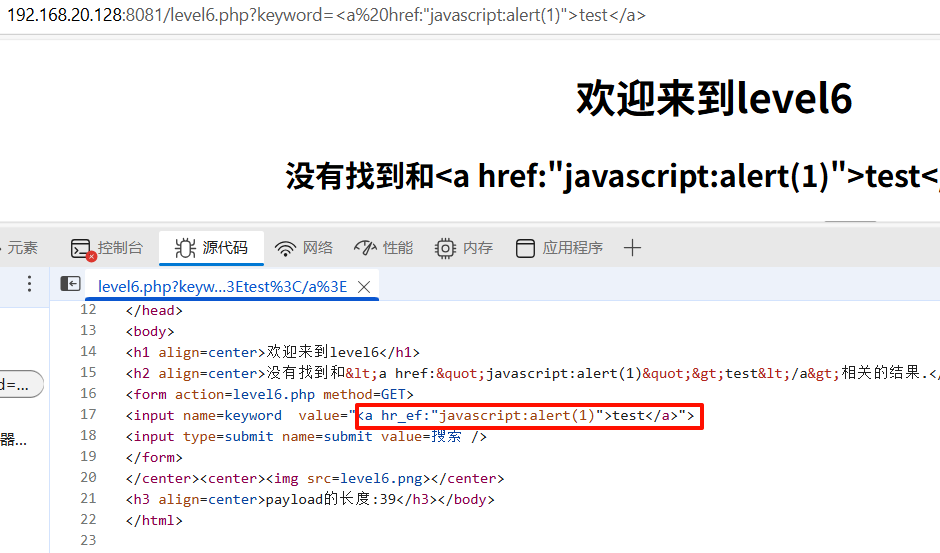 192.168.20.128:8081/level6.php?keyword=<a%20href:"javascript:alert(1)">test</a>
欢迎来到level6
没有找到和<a href:"javascript:alert(1)">test<
元素 控制台 源代码 网络 性能 内存 应用程序
level6.php?keyw...3Etest%3C/a%3E
12 </head>
13 <body>
14 <h1 align=center>欢迎来到level6</h1>
d=...
15 <h2 align=center>没有找到和&lt;a href:&quot;javascript:alert(1)&quot;&gt;test&lt;/a&gt;相关的结果.<
16 <form action=level6.php method=GET>
17 <input name=keyword  value="<a hr_ef:"javascript:alert(1)">test</a>">
器...
18 <input type=submit name=submit value=搜索 />
19 </form>
20 </center><center><img src=level6.png></center>
21 <h3 align=center>payload的长度:39</h3></body>
22 </html>
23